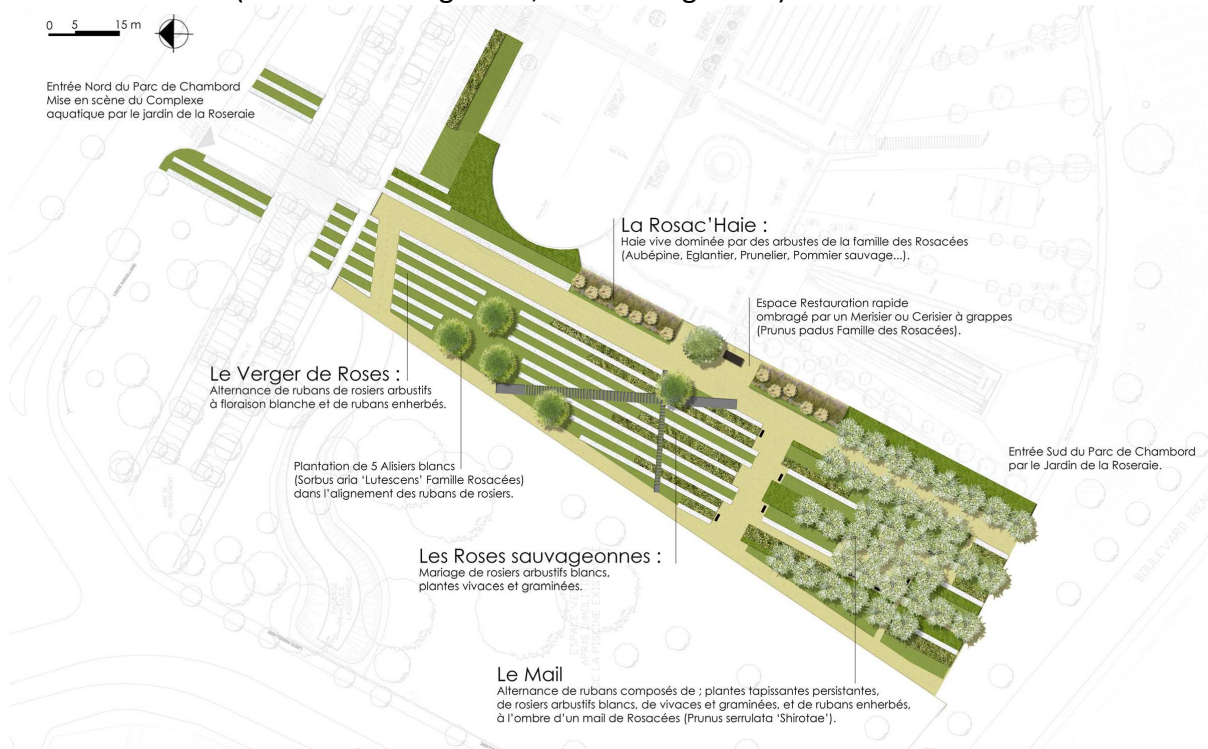 0 5 15 m
Entrée Nord du Parc de Chambord
Mise en scène du Complexe
aquatique par le jardin de la Roseraie
La Rosac'Haie :
Haie vive dominée par des arbustes de la famille des Rosacées
(Aubépine, Eglantier, Prunelier, Pommier sauvage...).
Espace Restauration rapide
ombragé par un Merisier ou Cerisier à grappes
(Prunus padus Famille des Rosacées).
Le Verger de Roses :
Alternance de rubans de rosiers arbustifs
à floraison blanche et de rubans enherbés.
Entrée Sud du Parc de Chambord
par le Jardin de la Roseraie.
Plantation de 5 Alisiers blancs
(Sorbus aria 'Lutescens' Famille Rosacées)
dans l'alignement des rubans de rosiers.
Les Roses sauvageonnes :
Mariage de rosiers arbustifs blancs,
plantes vivaces et graminées.
Le Mail
Alternance de rubans composés de ; plantes tapissantes persistantes,
de rosiers arbustifs blancs, de vivaces et graminées, et de rubans enherbés,
à l'ombre d'un mail de Rosacées (Prunus serrulata 'Shirotae').